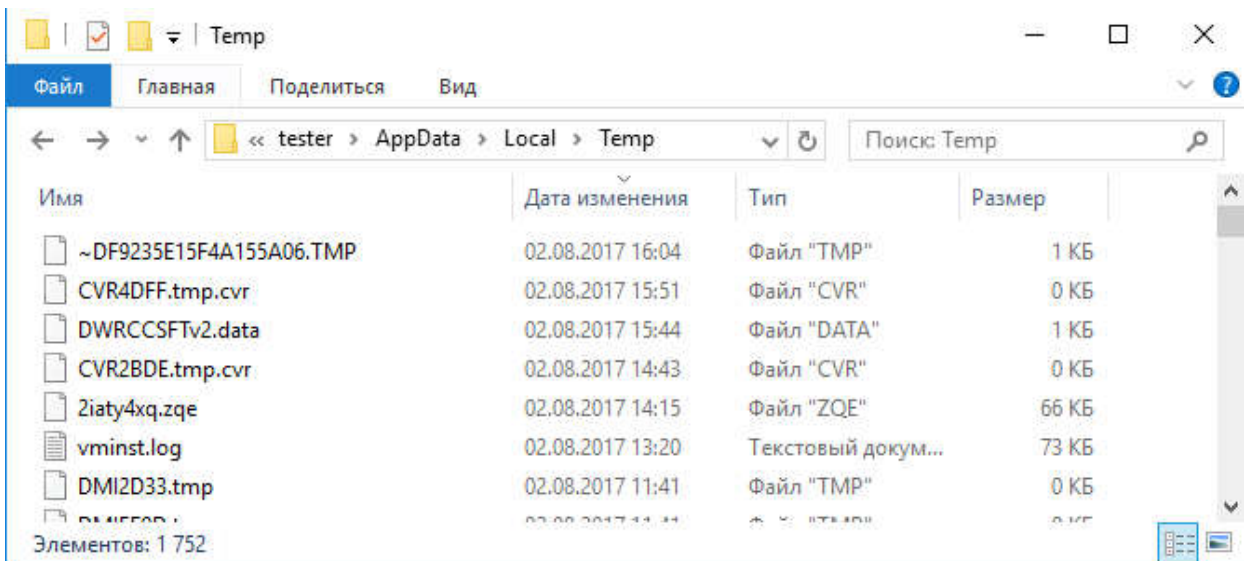 Temp
Файл Главная Поделиться Вид
« tester › AppData › Local › Temp Поиск: Temp
Имя Дата изменения Тип Размер
~DF9235E15F4A155A06.TMP 02.08.2017 16:04 Файл "TMP" 1 КБ
CVR4DFF.tmp.cvr 02.08.2017 15:51 Файл "CVR" 0 КБ
DWRCCSFTv2.data 02.08.2017 15:44 Файл "DATA" 1 КБ
CVR2BDE.tmp.cvr 02.08.2017 14:43 Файл "CVR" 0 КБ
2iaty4xq.zqe 02.08.2017 14:15 Файл "ZQE" 66 КБ
vminst.log 02.08.2017 13:20 Текстовый докум... 73 КБ
DMI2D33.tmp 02.08.2017 11:41 Файл "TMP" 0 КБ
Элементов: 1 752